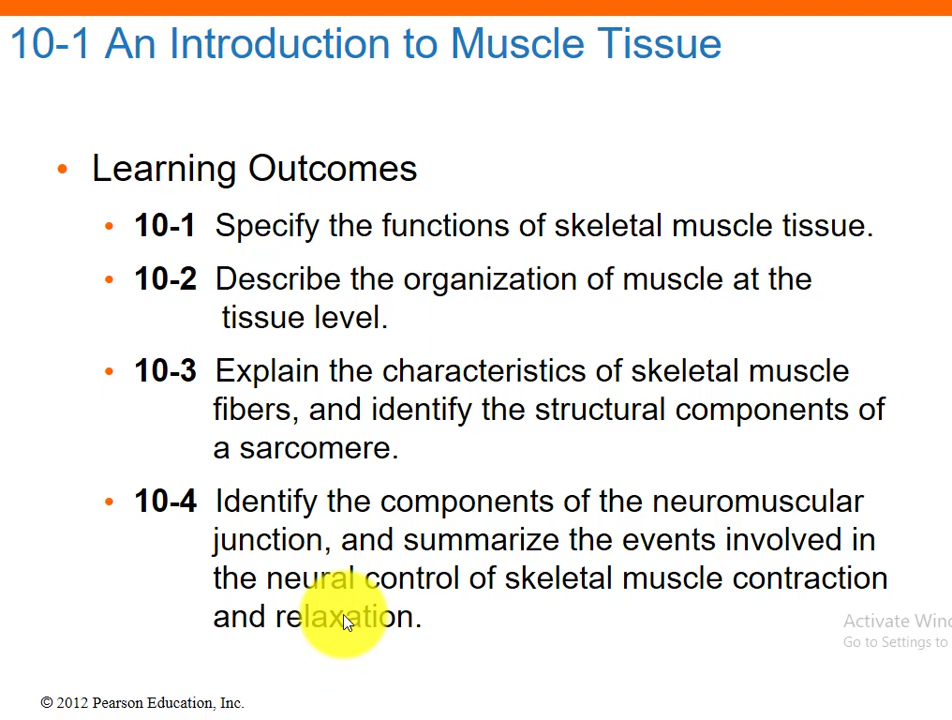 10-1 An Introduction to Muscle Tissue
• Learning Outcomes
• 10-1 Specify the functions of skeletal muscle tissue.
• 10-2 Describe the organization of muscle at the
tissue level.
• 10-3 Explain the characteristics of skeletal muscle
fibers, and identify the structural components of
a sarcomere.
• 10-4 Identify the components of the neuromuscular
junction, and summarize the events involved in
the neural control of skeletal muscle contraction
and relaxation.
Activate Winc
Go to Settings to
© 2012 Pearson Education, Inc.